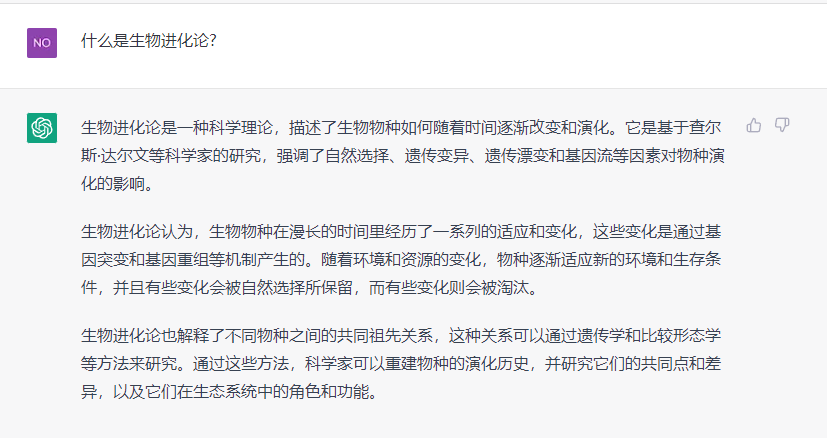 NO
什么是生物进化论?
生物进化论是一种科学理论，描述了生物物种如何随着时间逐渐改变和演化。它是基于查尔
斯·达尔文等科学家的研究，强调了自然选择、遗传变异、遗传漂变和基因流等因素对物种演
化的影响。
生物进化论认为，生物物种在漫长的时间里经历了一系列的适应和变化，这些变化是通过基
因突变和基因重组等机制产生的。随着环境和资源的变化，物种逐渐适应新的环境和生存条
件，并且有些变化会被自然选择所保留，而有些变化则会被淘汰。
生物进化论也解释了不同物种之间的共同祖先关系，这种关系可以通过遗传学和比较形态学
等方法来研究。通过这些方法，科学家可以重建物种的演化历史，并研究它们的共同点和差
异，以及它们在生态系统中的角色和功能。